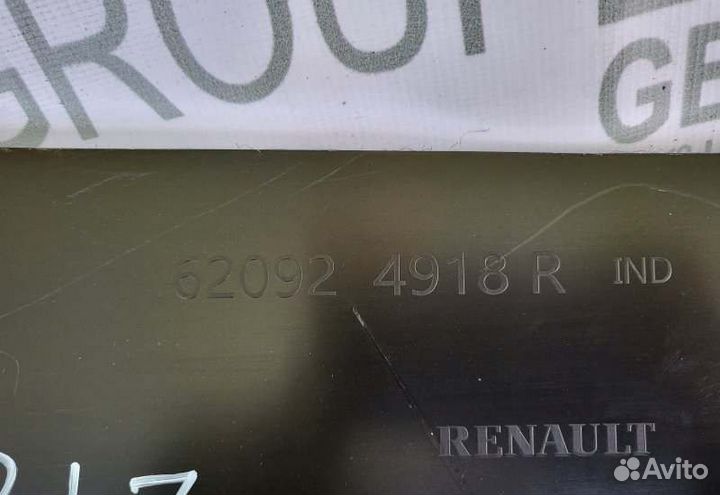 GROUP
GE
62092 4918 R IND
RENAULT
Avito